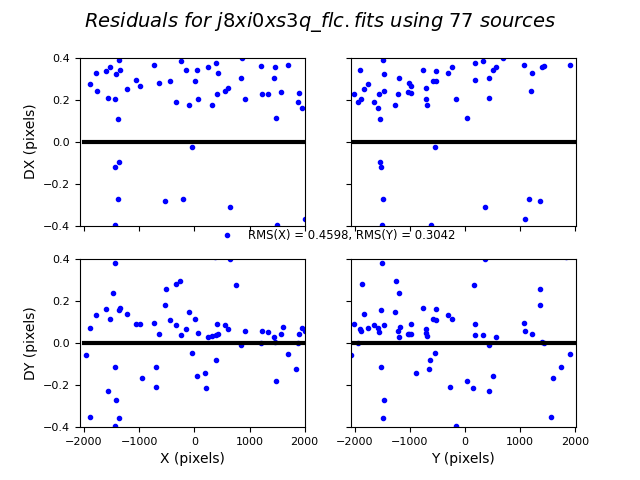 Residuals for j8xi0xs3q_flc.fits using 77 sources
DX (pixels)
0.4
0.2
0.0
−0.2
−0.4
RMS(X) = 0.4598, RMS(Y) = 0.3042
DY (pixels)
0.4
0.2
0.0
−0.2
−0.4
−2000 −1000 0 1000 2000
−2000 −1000 0 1000 2000
X (pixels)
Y (pixels)